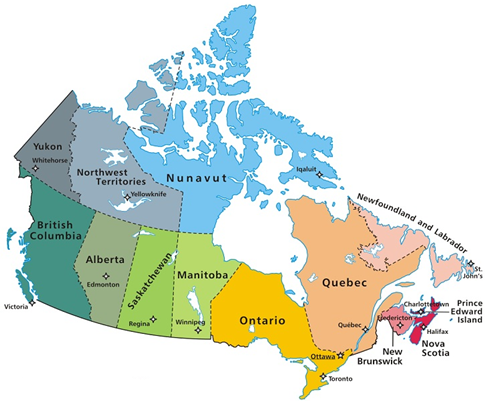 Yukon
Whitehorse
Northwest
Territories
Yellowknife
Nunavut
Iqaluit
British
Columbia
Victoria
Alberta
Edmonton
Saskatchewan
Regina
Manitoba
Winnipeg
Ontario
Ottawa
Toronto
Quebec
Québec
Newfoundland and Labrador
St.
John's
Charlottetown
Prince
Edward
Island
Fredericton
New
Brunswick
Halifax
Nova
Scotia